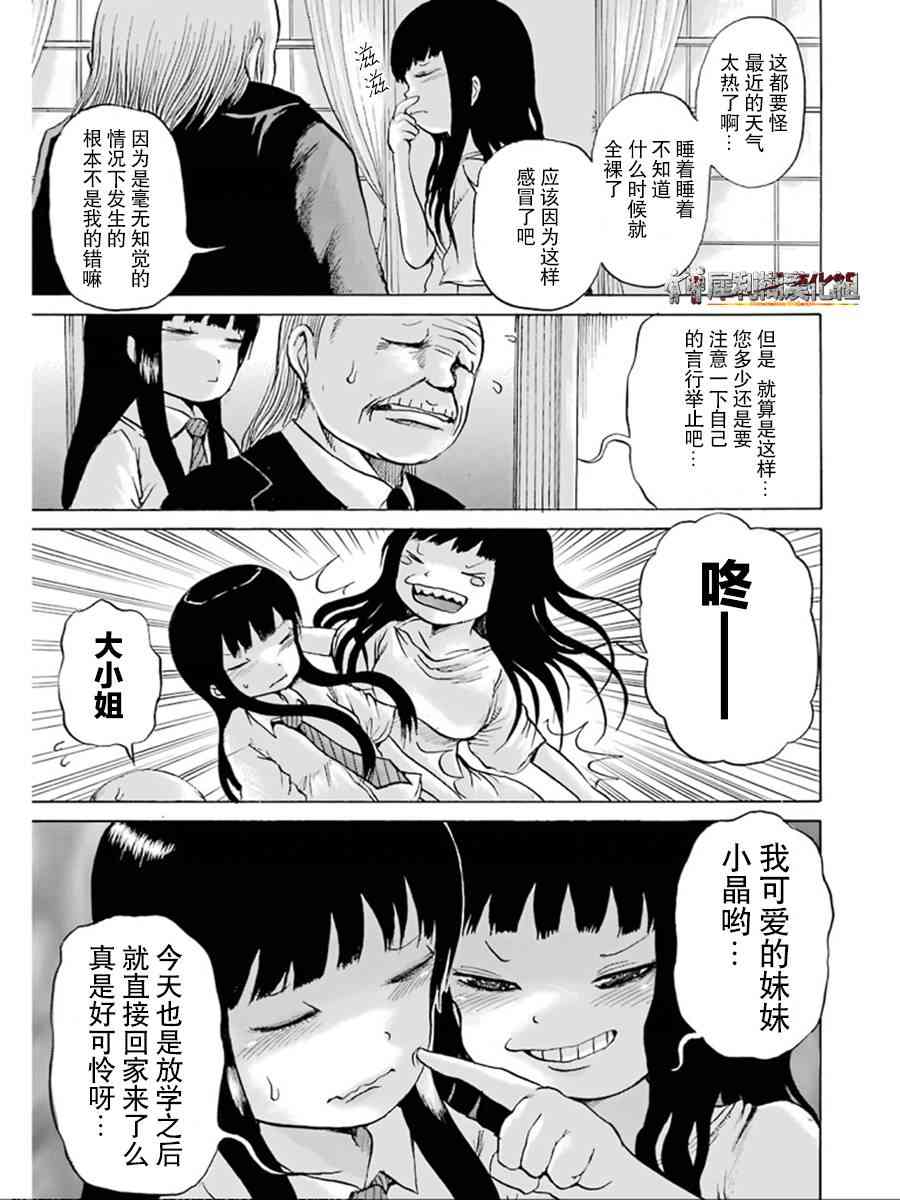 这都要怪
最近的天气
太热了啊…
睡着睡着
不知道
什么时候就
全裸了
应该因为这样
感冒了吧
滋
滋
因为是毫无知觉的
情况下发生的
根本不是我的错嘛
犀利猫汉化组
但是 就算是这样…
您多少还是要
注意一下自己
的言行举止吧…
咚——
大小姐
我可爱的妹妹
小晶哟…
今天也是放学之后
就直接回家来了么
真是好可怜呀…